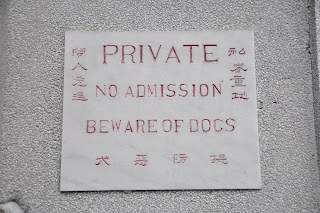 私家重地
閒人免進
PRIVATE
NO ADMISSION
BEWARE OF DOGS
提防惡犬